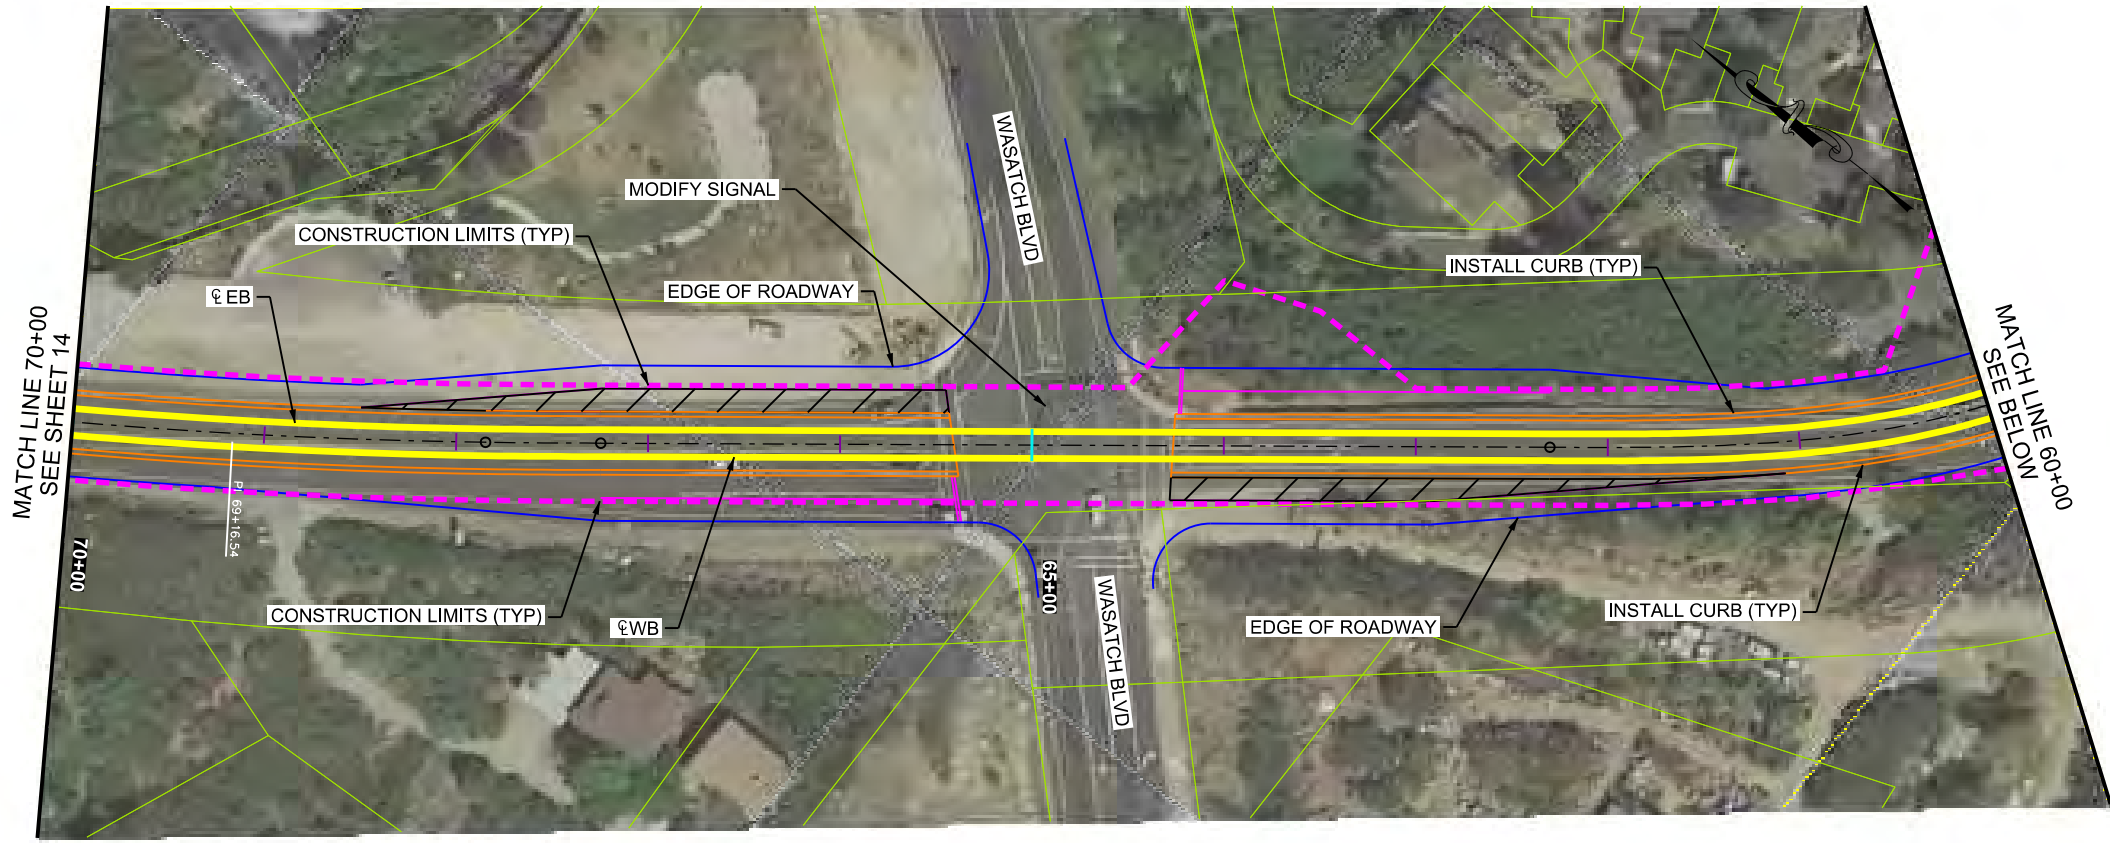 WASATCH BLVD
MODIFY SIGNAL
CONSTRUCTION LIMITS (TYP)
INSTALL CURB (TYP)
℄ EB
EDGE OF ROADWAY
MATCH LINE 70+00
SEE SHEET 14
MATCH LINE 60+00
SEE BELOW
PI 69+16.54
70+00
65+00
WASATCH BLVD
CONSTRUCTION LIMITS (TYP)
℄ WB
EDGE OF ROADWAY
INSTALL CURB (TYP)